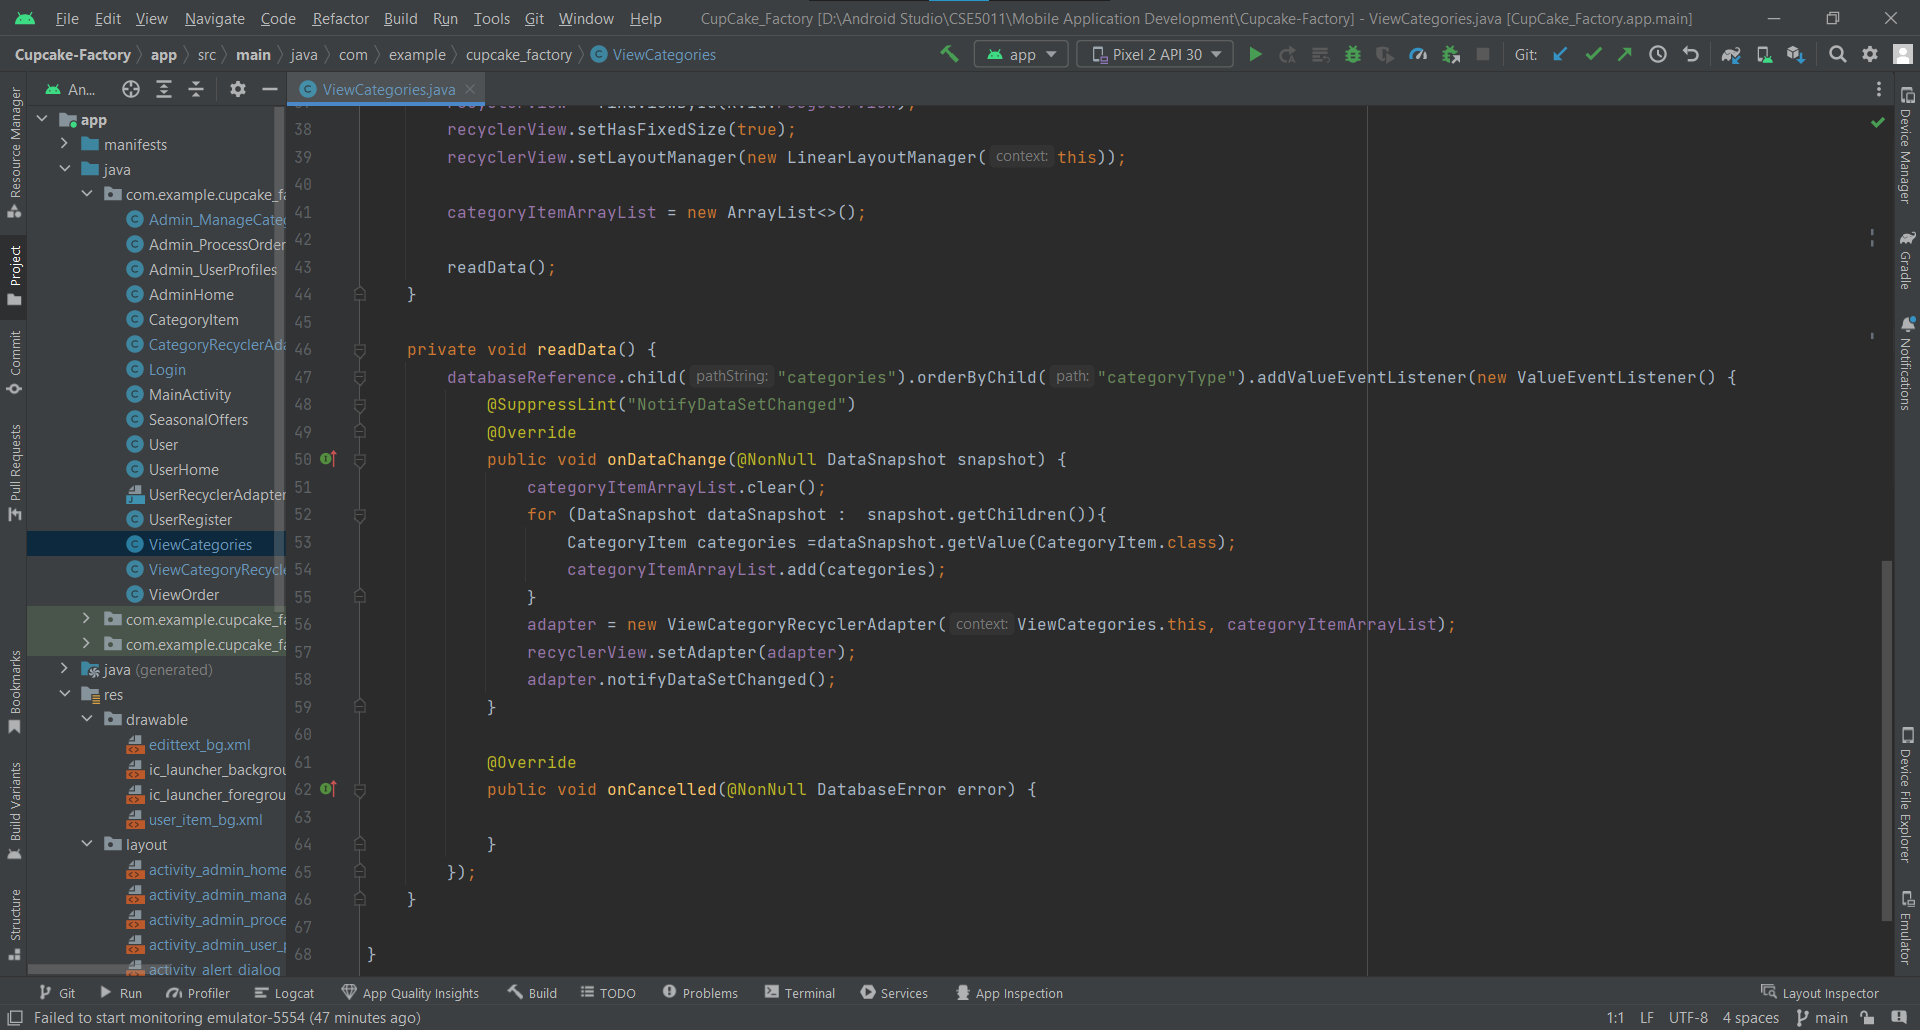 File Edit View Navigate Code Refactor Build Run Tools Git Window Help CupCake_Factory [D:\Android Studio\CSE5011\Mobile Application Development\Cupcake-Factory] - ViewCategories.java [CupCake_Factory.app.main]
Cupcake-Factory app src main java com example cupcake_factory ViewCategories app Pixel 2 API 30 Git:
An... ViewCategories.java
Resource Manager
Project
Commit
Pull Requests
Bookmarks
Build Variants
Structure
app
manifests
java
com.example.cupcake_fa
Admin_ManageCateg
Admin_ProcessOrder
Admin_UserProfiles
AdminHome
CategoryItem
CategoryRecyclerAda
Login
MainActivity
SeasonalOffers
User
UserHome
UserRecyclerAdapter
UserRegister
ViewCategories
ViewCategoryRecycle
ViewOrder
com.example.cupcake_fa
com.example.cupcake_fa
java (generated)
res
drawable
edittext_bg.xml
ic_launcher_backgrou
ic_launcher_foregrou
user_item_bg.xml
layout
activity_admin_home
activity_admin_mana
activity_admin_proce
activity_admin_user_p
activity_alert_dialog
38 recyclerView.setHasFixedSize(true);
39 recyclerView.setLayoutManager(new LinearLayoutManager( context: this));
40
41 categoryItemArrayList = new ArrayList<>();
42
43 readData();
44 }
45
46 private void readData() {
47 databaseReference.child( pathString: "categories").orderByChild( path: "categoryType").addValueEventListener(new ValueEventListener() {
48 @SuppressLint("NotifyDataSetChanged")
49 @Override
50 public void onDataChange(@NonNull DataSnapshot snapshot) {
51 categoryItemArrayList.clear();
52 for (DataSnapshot dataSnapshot :  snapshot.getChildren()){
53 CategoryItem categories =dataSnapshot.getValue(CategoryItem.class);
54 categoryItemArrayList.add(categories);
55 }
56 adapter = new ViewCategoryRecyclerAdapter( context: ViewCategories.this, categoryItemArrayList);
57 recyclerView.setAdapter(adapter);
58 adapter.notifyDataSetChanged();
59 }
60
61 @Override
62 public void onCancelled(@NonNull DatabaseError error) {
63
64 }
65 });
66 }
67
68 }
Device Manager
Gradle
Notifications
Device File Explorer
Emulator
Git Run Profiler Logcat App Quality Insights Build TODO Problems Terminal Services App Inspection Layout Inspector
Failed to start monitoring emulator-5554 (47 minutes ago) 1:1 LF UTF-8 4 spaces main